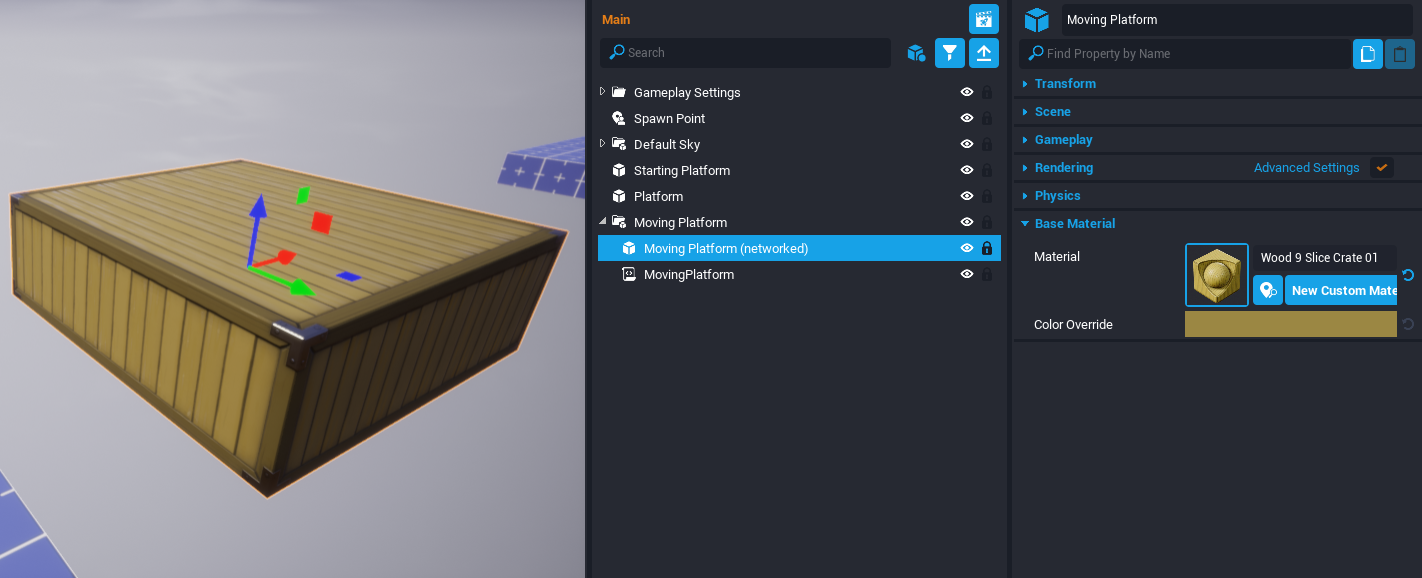 Main
Search
Gameplay Settings
Spawn Point
Default Sky
Starting Platform
Platform
Moving Platform
Moving Platform (networked)
MovingPlatform
Moving Platform
Find Property by Name
Transform
Scene
Gameplay
Rendering Advanced Settings
Physics
Base Material
Material
Wood 9 Slice Crate 01
New Custom Mate
Color Override